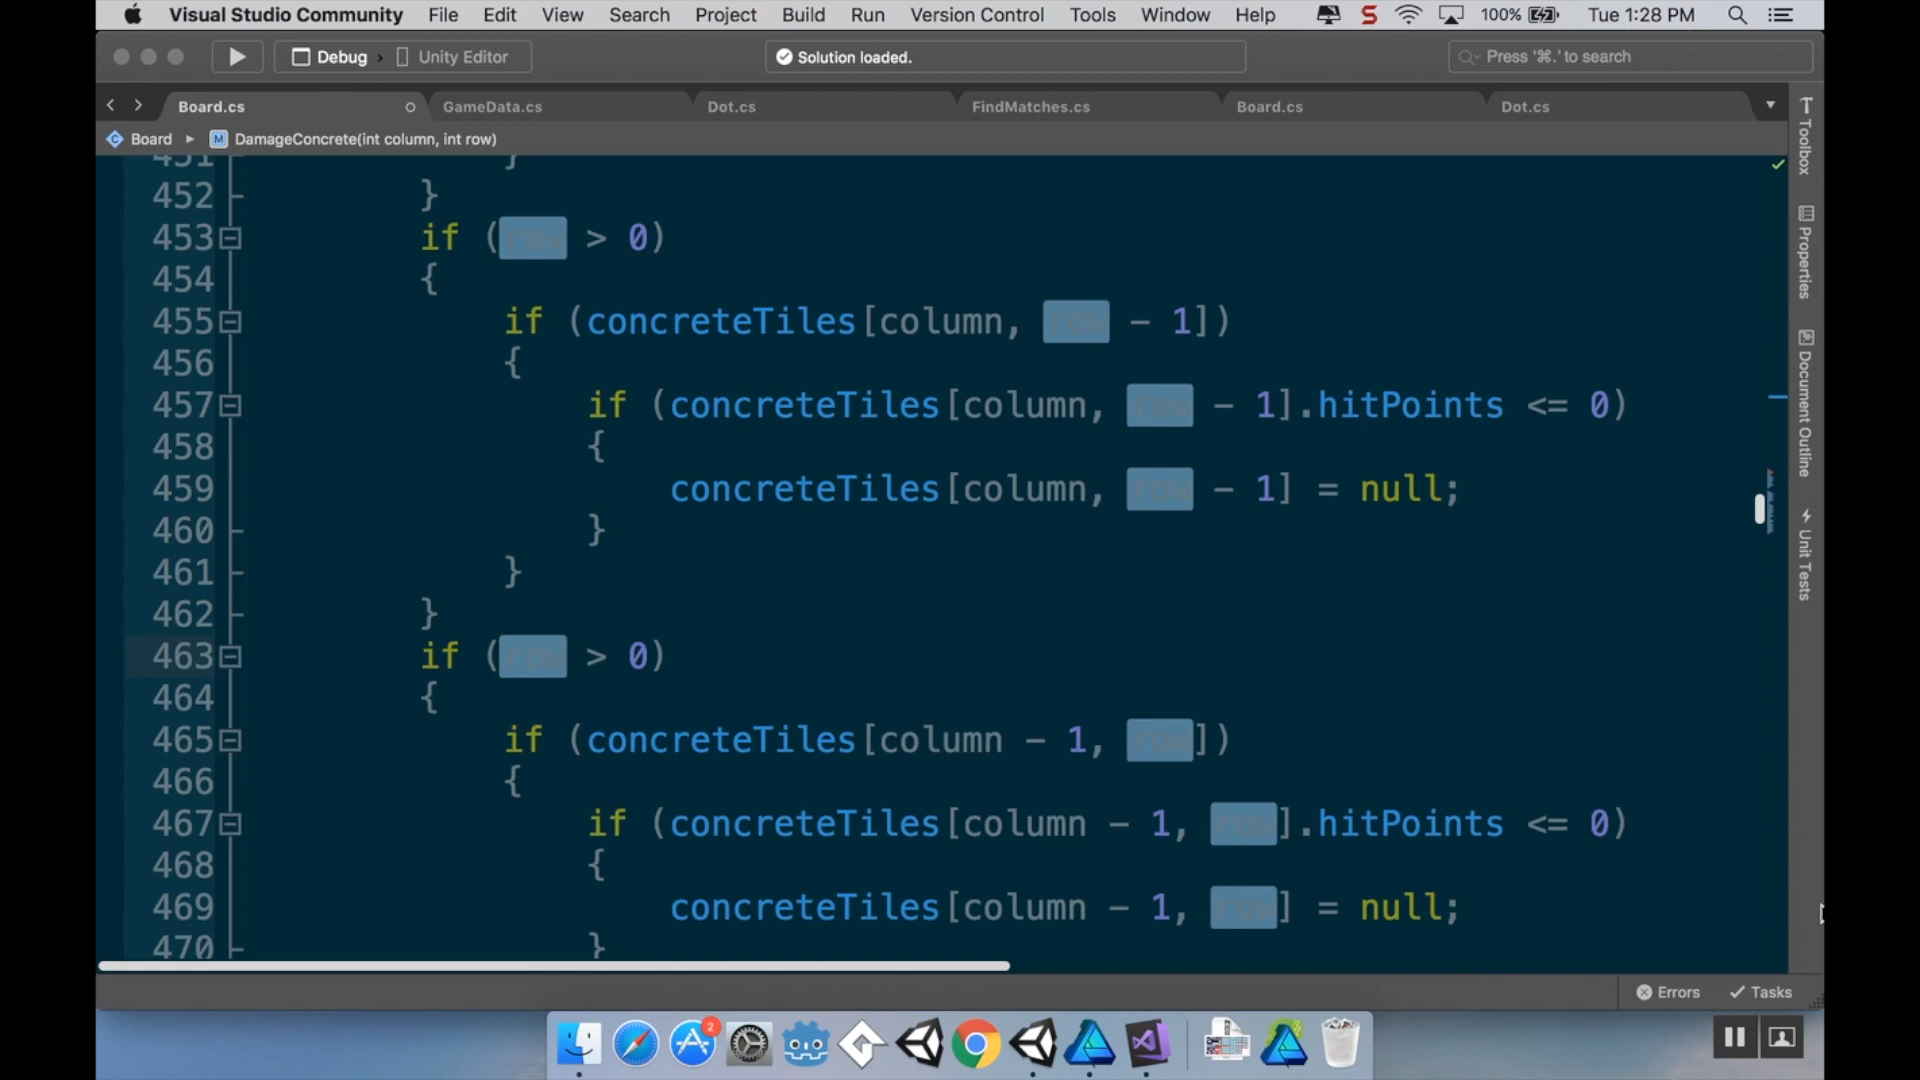 Visual Studio Community File Edit View Search Project Build Run Version Control Tools Window Help S 100% Tue 1:28 PM
Debug Unity Editor Solution loaded. Press '⌘.' to search
Board.cs GameData.cs Dot.cs FindMatches.cs Board.cs Dot.cs
Board M DamageConcrete(int column, int row)
451 }
452 }
453 if (row > 0)
454 {
455 if (concreteTiles[column, row - 1])
456 {
457 if (concreteTiles[column, row - 1].hitPoints <= 0)
458 {
459 concreteTiles[column, row - 1] = null;
460 }
461 }
462 }
463 if (row > 0)
464 {
465 if (concreteTiles[column - 1, row])
466 {
467 if (concreteTiles[column - 1, row].hitPoints <= 0)
468 {
469 concreteTiles[column - 1, row] = null;
470 }
Toolbox
Properties
Document Outline
Unit Tests
Errors Tasks
2